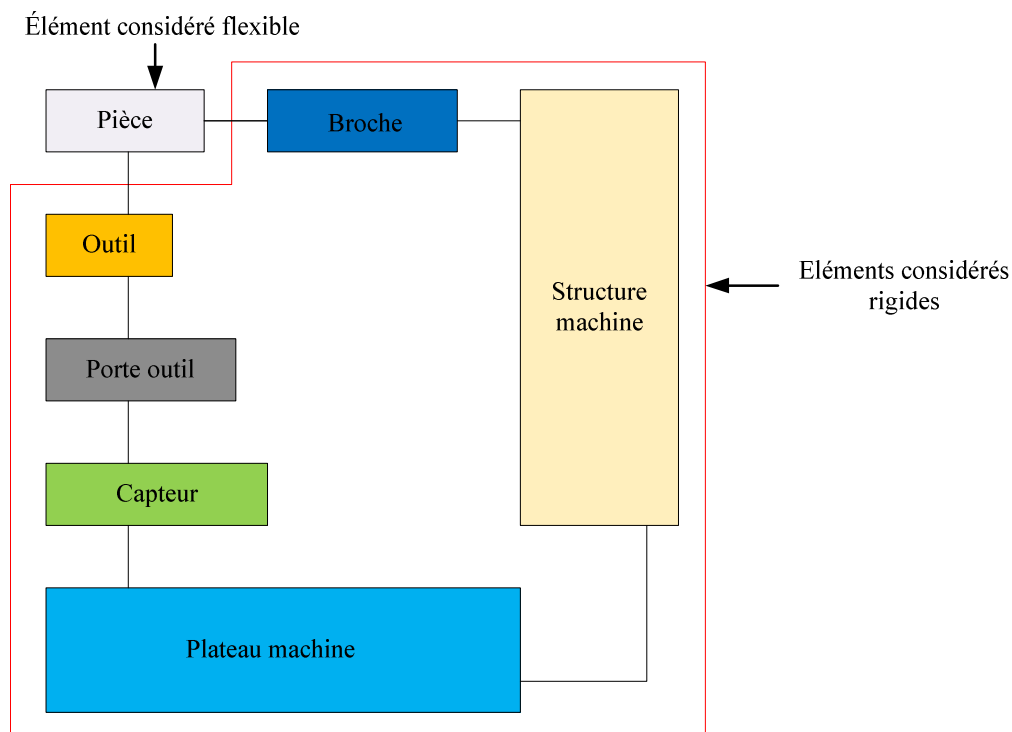 Élément considéré flexible
Pièce
Broche
Outil
Structure
machine
Eléments considérés
rigides
Porte outil
Capteur
Plateau machine